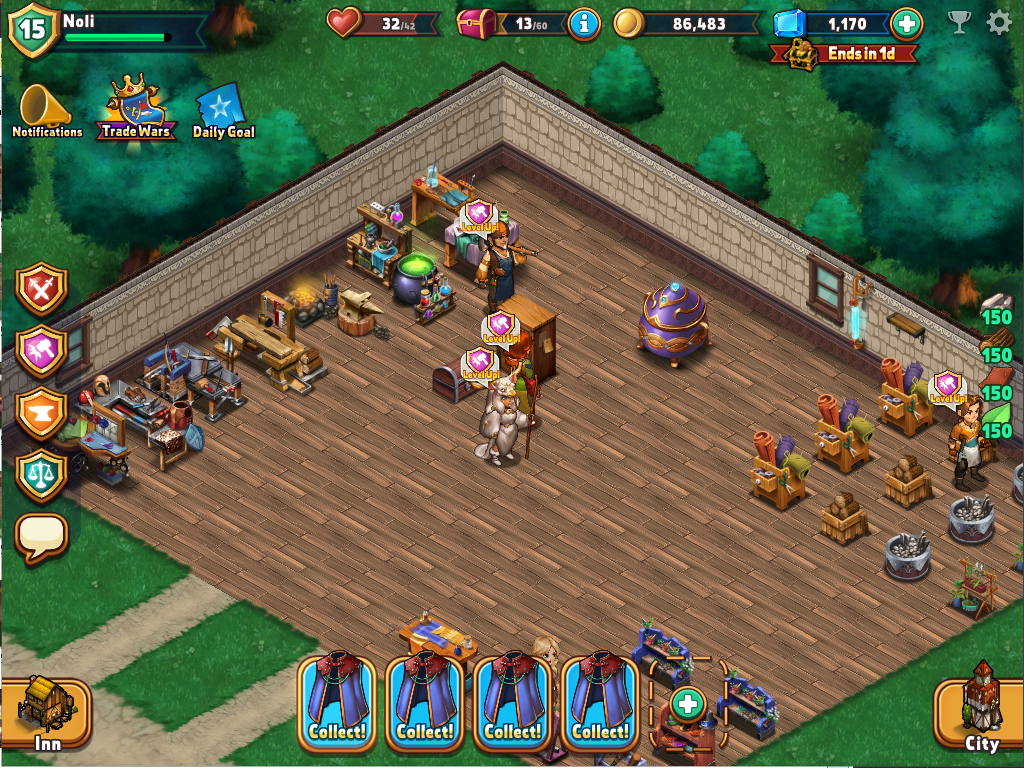 15
Noli
32/42
13/60
86,483
1,170
Ends in 1d
Notifications
Trade Wars
Daily Goal
Level Up!
Level Up!
Level Up!
Level Up!
150
150
150
150
Collect!
Collect!
Collect!
Collect!
Inn
City